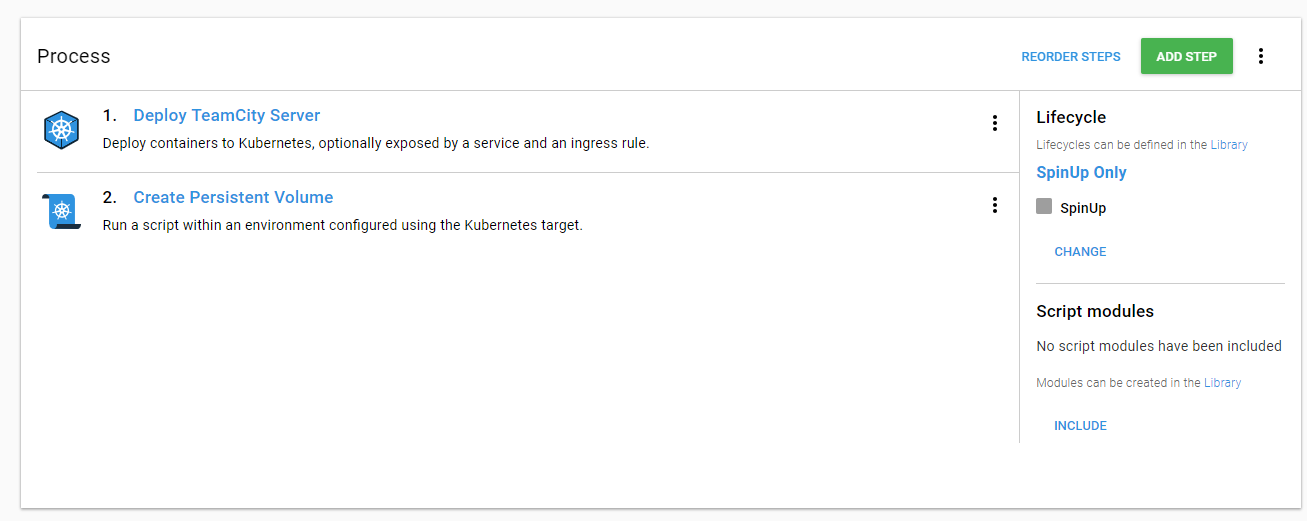 Process
REORDER STEPS
ADD STEP
1. Deploy TeamCity Server
Deploy containers to Kubernetes, optionally exposed by a service and an ingress rule.
2. Create Persistent Volume
Run a script within an environment configured using the Kubernetes target.
Lifecycle
Lifecycles can be defined in the Library
SpinUp Only
SpinUp
CHANGE
Script modules
No script modules have been included
Modules can be created in the Library
INCLUDE